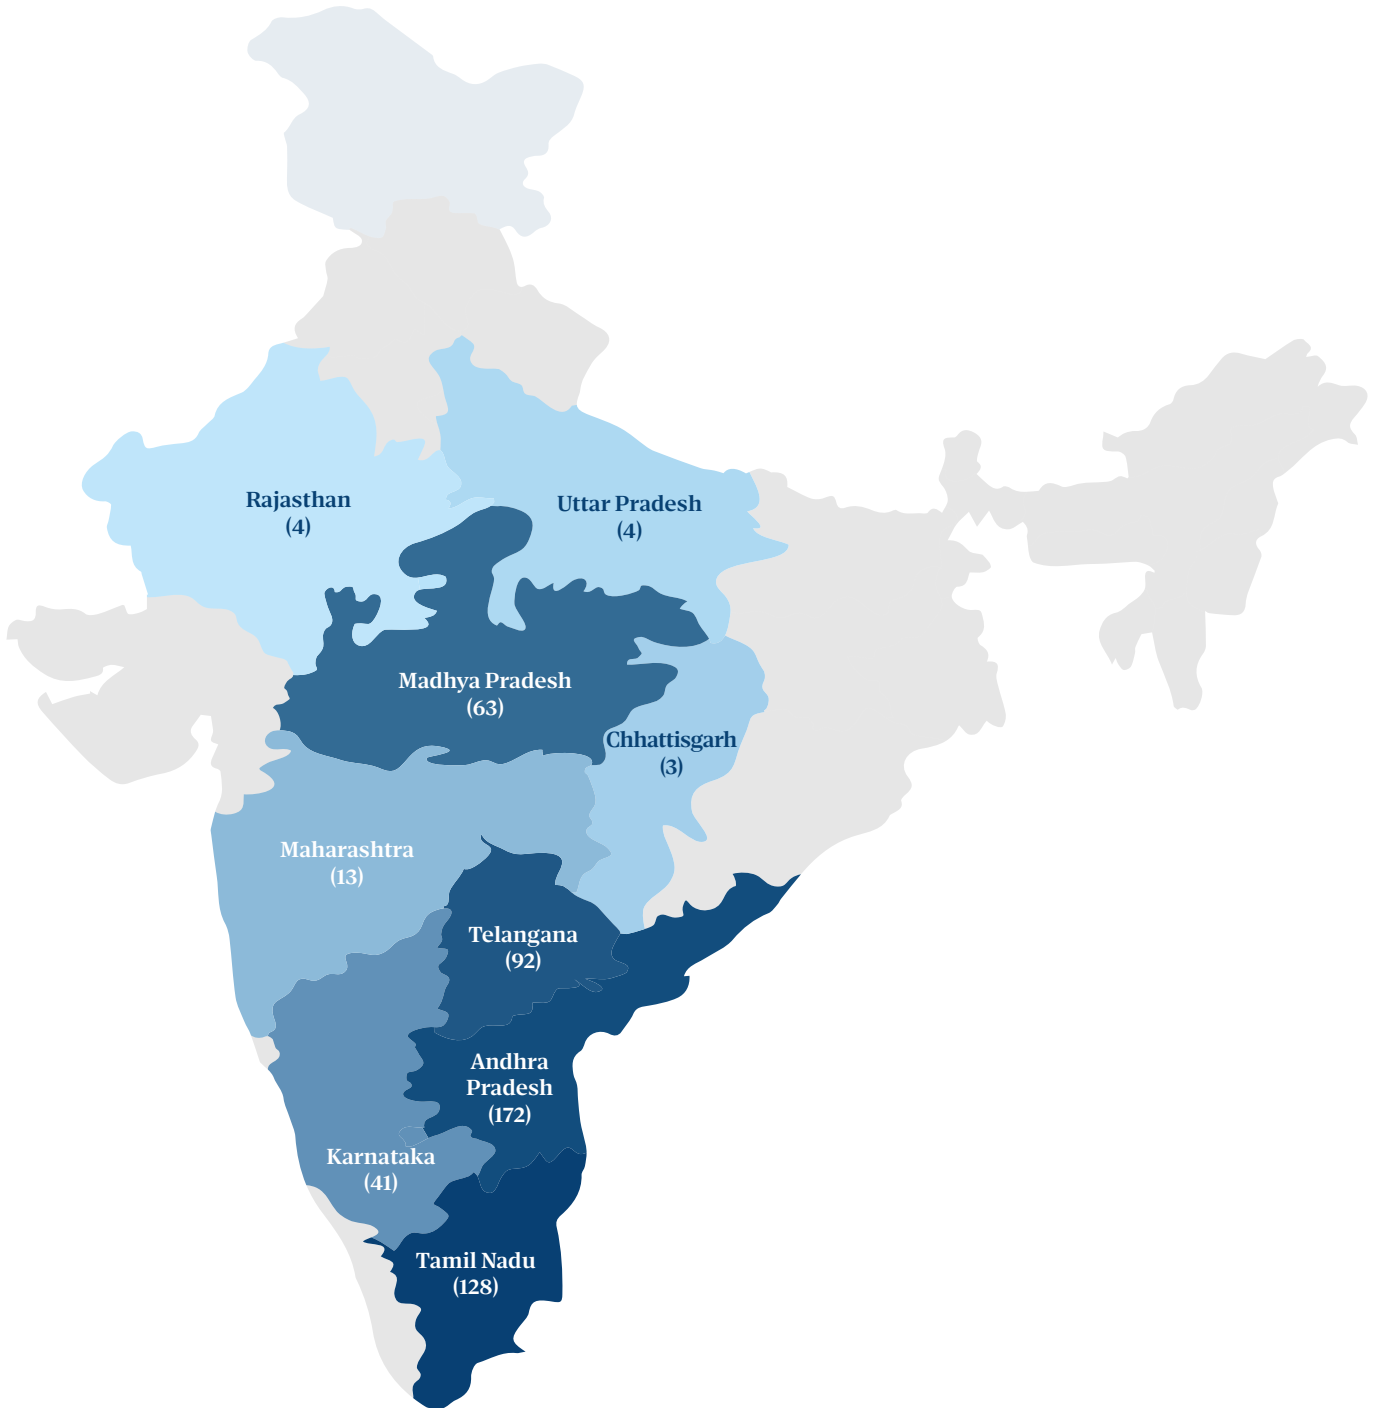 Rajasthan
(4)
Uttar Pradesh
(4)
Madhya Pradesh
(63)
Chhattisgarh
(3)
Maharashtra
(13)
Telangana
(92)
Andhra
Pradesh
(172)
Karnataka
(41)
Tamil Nadu
(128)